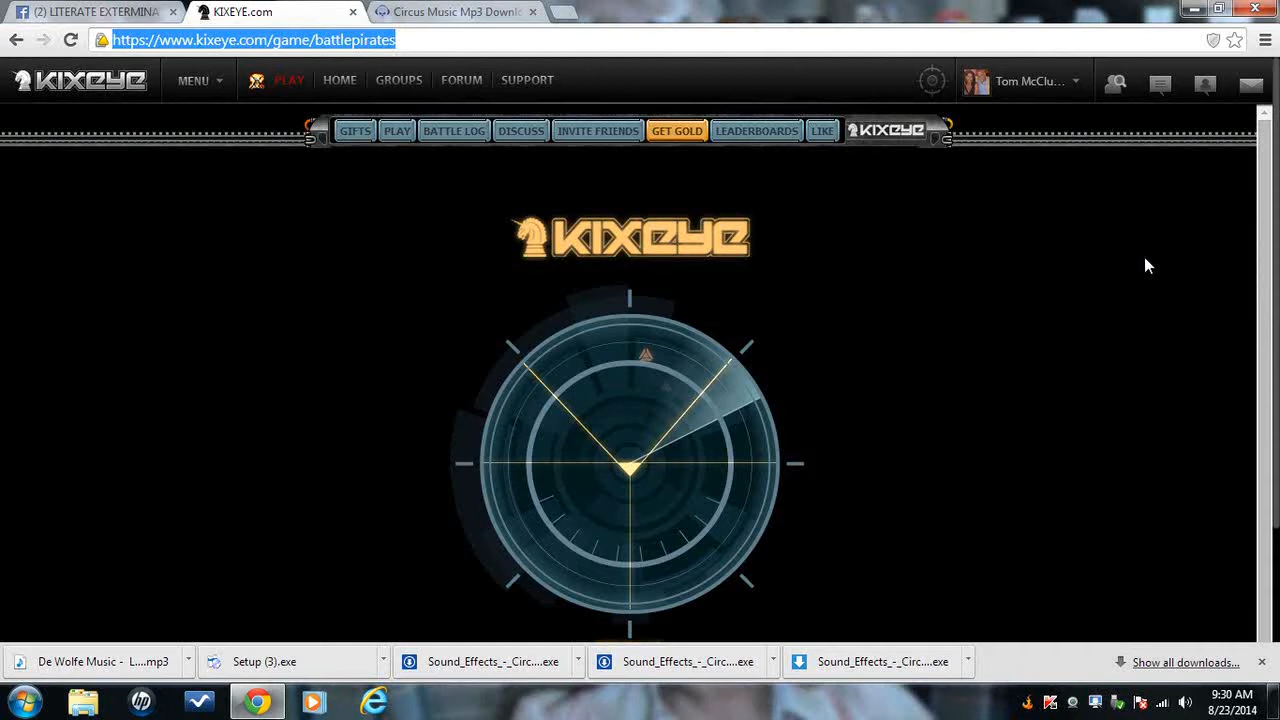 (2) LITERATE EXTERMINA
KIXEYE.com
Circus Music Mp3 Downl
https://www.kixeye.com/game/battlepirates
KIXEYE
MENU
PLAY
HOME
GROUPS
FORUM
SUPPORT
Tom McClu...
GIFTS
PLAY
BATTLE LOG
DISCUSS
INVITE FRIENDS
GET GOLD
LEADERBOARDS
LIKE
KIXEYE
KIXEYE
De Wolfe Music - L....mp3
Setup (3).exe
Sound_Effects_-_Circ....exe
Sound_Effects_-_Circ....exe
Sound_Effects_-_Circ....exe
Show all downloads...
hp
9:30 AM
8/23/2014